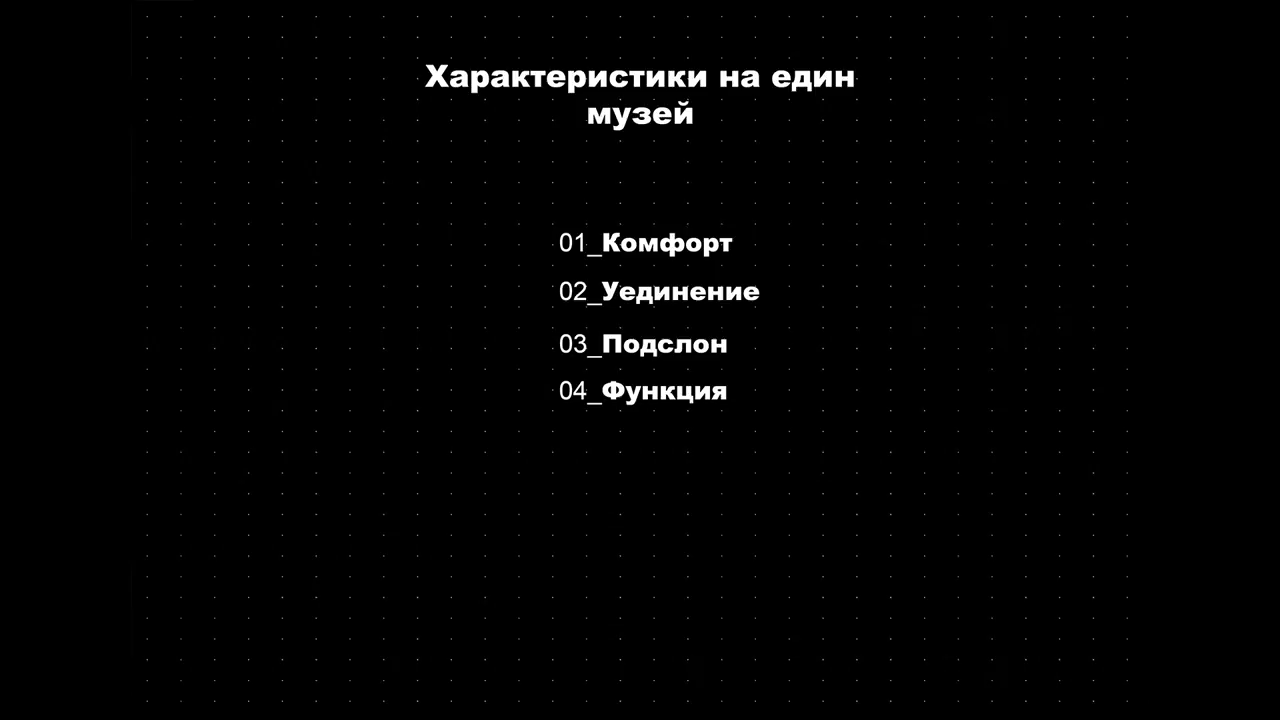 Характеристики на един
музей
01_Комфорт
02_Уединение
03_Подслон
04_Функция